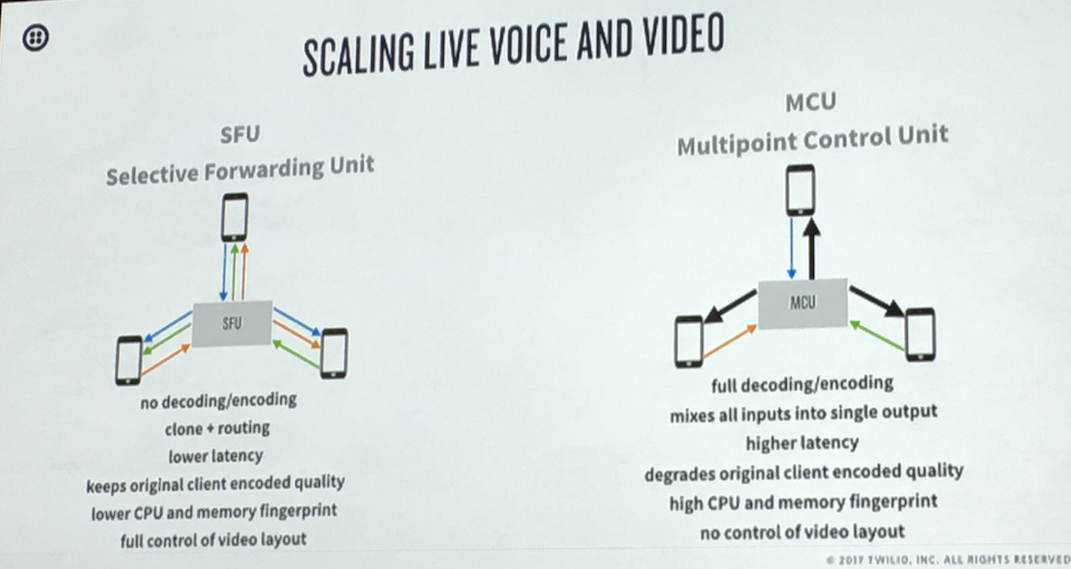 SCALING LIVE VOICE AND VIDEO
SFU
Selective Forwarding Unit
SFU
no decoding/encoding
clone + routing
lower latency
keeps original client encoded quality
lower CPU and memory fingerprint
full control of video layout
MCU
Multipoint Control Unit
MCU
full decoding/encoding
mixes all inputs into single output
higher latency
degrades original client encoded quality
high CPU and memory fingerprint
no control of video layout
© 2017 TWILIO, INC. ALL RIGHTS RESERVED